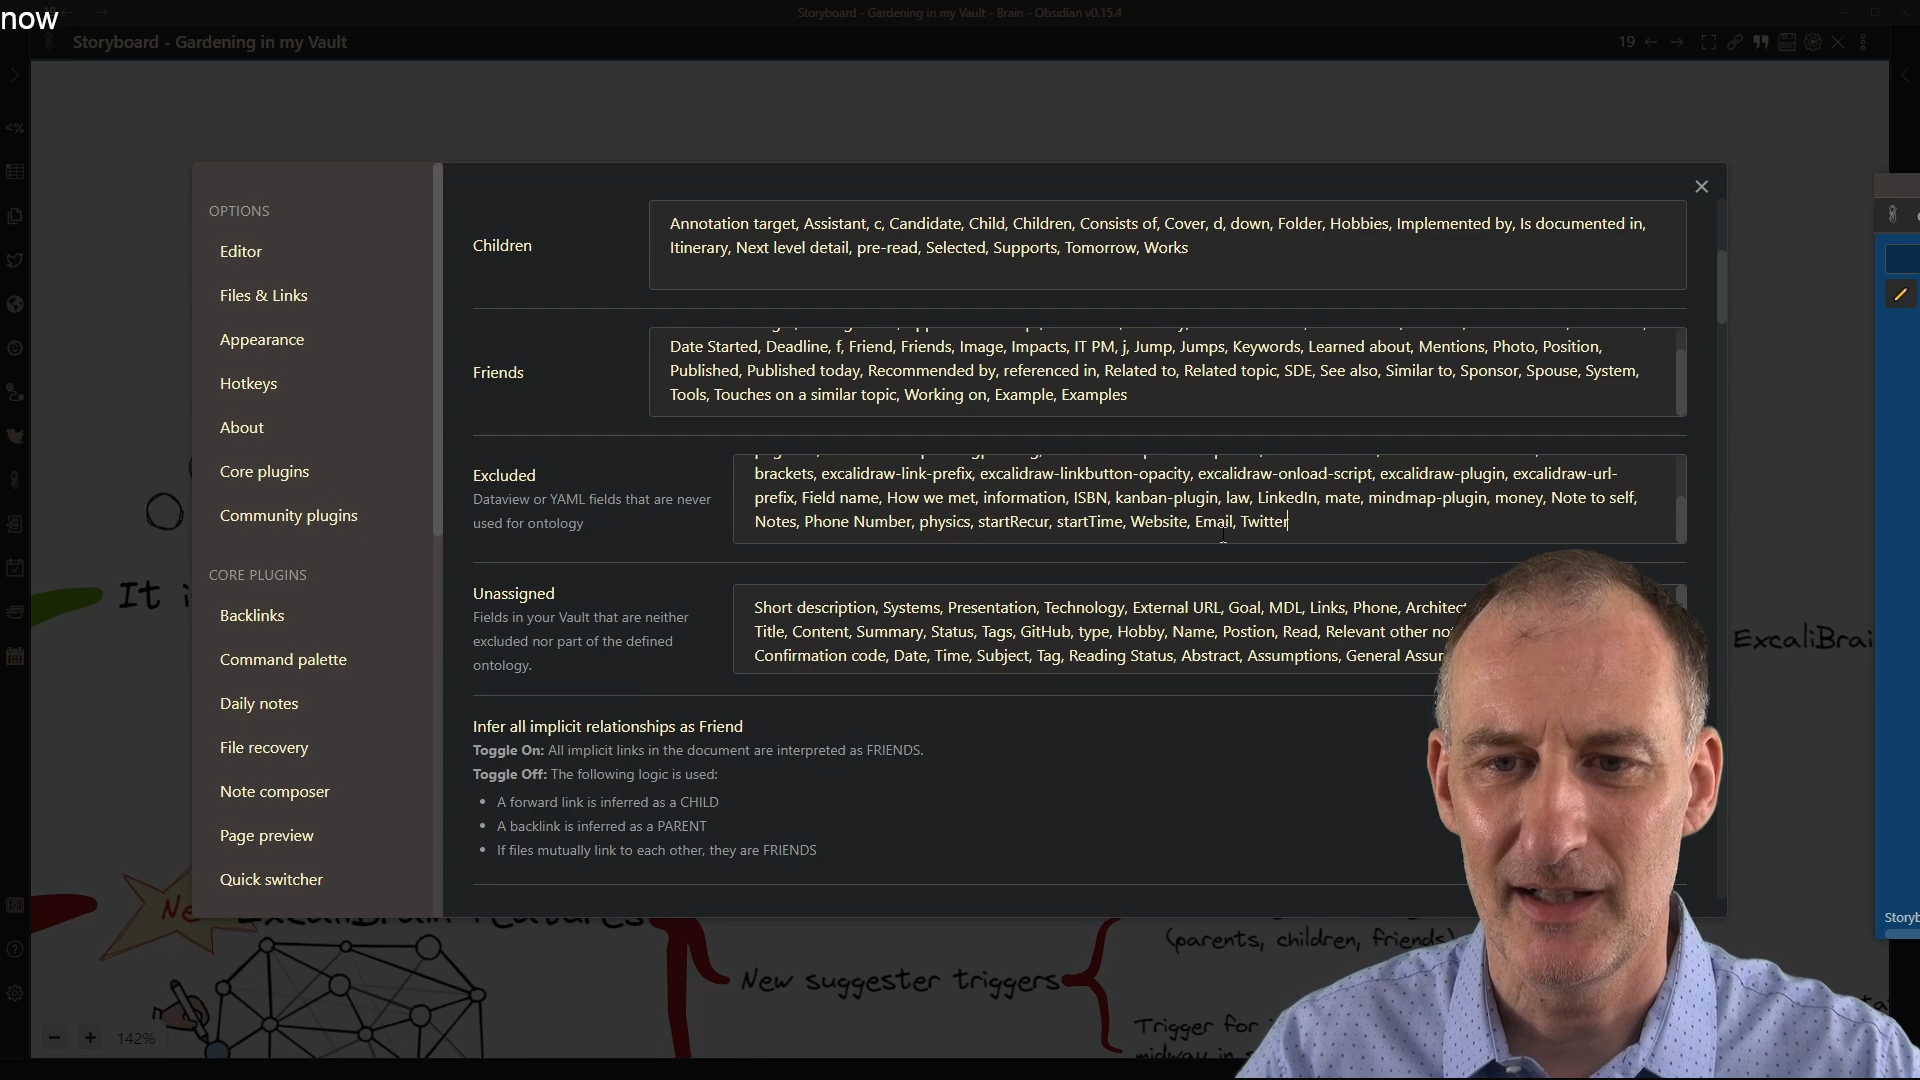 now
Storyboard - Gardening in my Vault - Brain - Obsidian v0.15.4
Storyboard - Gardening in my Vault
19
OPTIONS
Editor
Files & Links
Appearance
Hotkeys
About
Core plugins
Community plugins
CORE PLUGINS
Backlinks
Command palette
Daily notes
File recovery
Note composer
Page preview
Quick switcher
Children
Annotation target, Assistant, c, Candidate, Child, Children, Consists of, Cover, d, down, Folder, Hobbies, Implemented by, Is documented in,
Itinerary, Next level detail, pre-read, Selected, Supports, Tomorrow, Works
Friends
Date Started, Deadline, f, Friend, Friends, Image, Impacts, IT PM, j, Jump, Jumps, Keywords, Learned about, Mentions, Photo, Position,
Published, Published today, Recommended by, referenced in, Related to, Related topic, SDE, See also, Similar to, Sponsor, Spouse, System,
Tools, Touches on a similar topic, Working on, Example, Examples
Excluded
Dataview or YAML fields that are never
used for ontology
brackets, excalidraw-link-prefix, excalidraw-linkbutton-opacity, excalidraw-onload-script, excalidraw-plugin, excalidraw-url-
prefix, Field name, How we met, information, ISBN, kanban-plugin, law, LinkedIn, mate, mindmap-plugin, money, Note to self,
Notes, Phone Number, physics, startRecur, startTime, Website, Email, Twitter
Unassigned
Fields in your Vault that are neither
excluded nor part of the defined
ontology.
Short description, Systems, Presentation, Technology, External URL, Goal, MDL, Links, Phone, Architect
Title, Content, Summary, Status, Tags, GitHub, type, Hobby, Name, Postion, Read, Relevant other no
Confirmation code, Date, Time, Subject, Tag, Reading Status, Abstract, Assumptions, General Assu
Infer all implicit relationships as Friend
Toggle On: All implicit links in the document are interpreted as FRIENDS.
Toggle Off: The following logic is used:
• A forward link is inferred as a CHILD
• A backlink is inferred as a PARENT
• If files mutually link to each other, they are FRIENDS
It i
ExcaliBrai
Storyb
Ne
ExcaliBrain features
(parents, children, friends)
New suggester triggers
Trigger for
midway in
142%